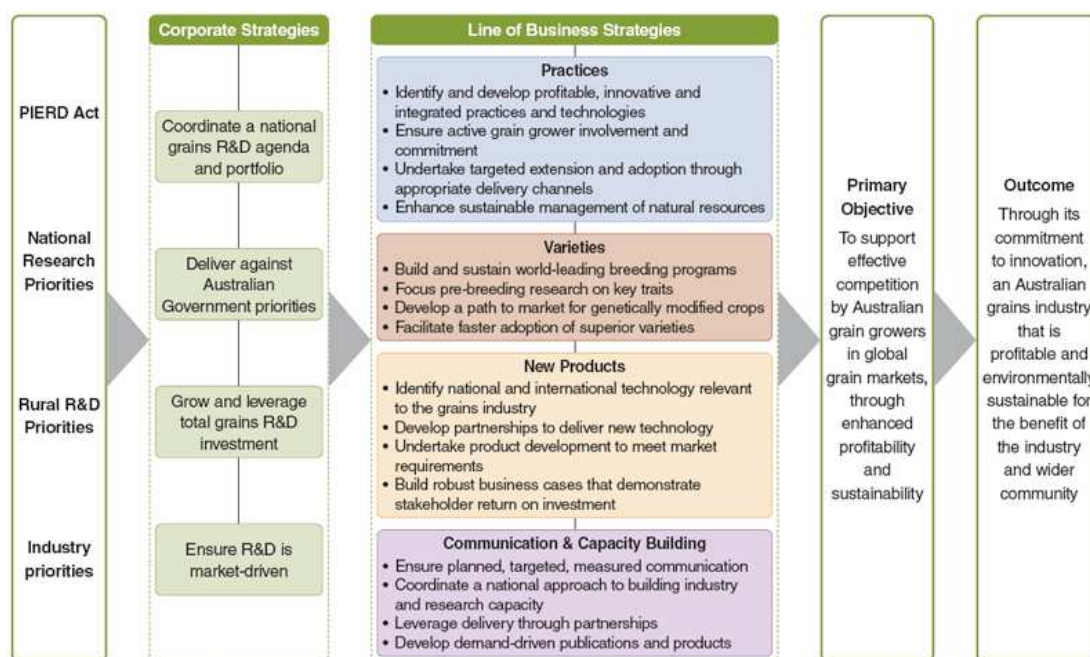 PIERD Act
National
Research
Priorities
Rural R&D
Priorities
Industry
priorities
Corporate Strategies
Coordinate a national
grains R&D agenda
and portfolio
Deliver against
Australian
Government priorities
Grow and leverage
total grains R&D
investment
Ensure R&D is
market-driven
Line of Business Strategies
Practices
• Identify and develop profitable, innovative and
integrated practices and technologies
• Ensure active grain grower involvement and
commitment
• Undertake targeted extension and adoption through
appropriate delivery channels
• Enhance sustainable management of natural resources
Varieties
• Build and sustain world-leading breeding programs
• Focus pre-breeding research on key traits
• Develop a path to market for genetically modified crops
• Facilitate faster adoption of superior varieties
New Products
• Identify national and international technology relevant
to the grains industry
• Develop partnerships to deliver new technology
• Undertake product development to meet market
requirements
• Build robust business cases that demonstrate
stakeholder return on investment
Communication & Capacity Building
• Ensure planned, targeted, measured communication
• Coordinate a national approach to building industry
and research capacity
• Leverage delivery through partnerships
• Develop demand-driven publications and products
Primary
Objective
To support
effective
competition
by Australian
grain growers
in global
grain markets,
through
enhanced
profitability
and
sustainability
Outcome
Through its
commitment
to innovation,
an Australian
grains industry
that is
profitable and
environmentally
sustainable for
the benefit of
the industry
and wider
community